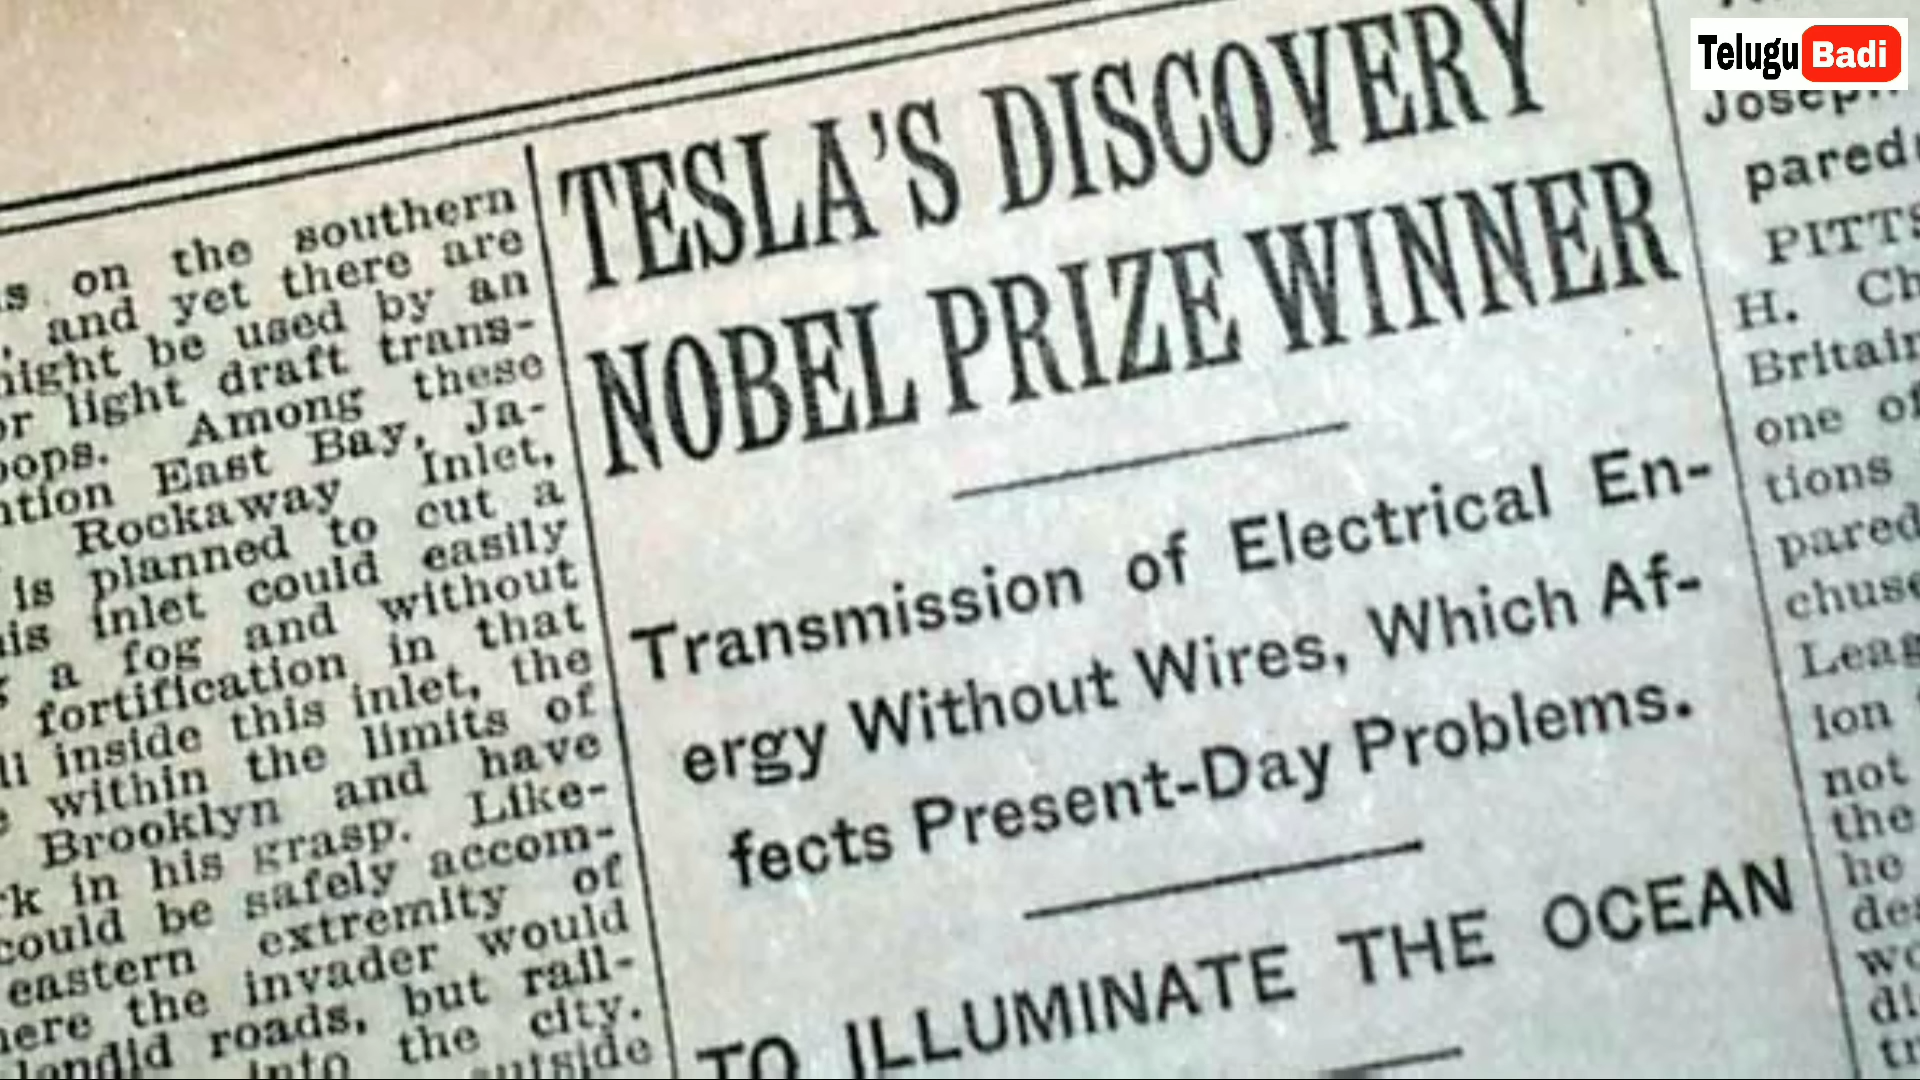 Telugu Badi
on the southern
and yet there are
be used by an
light draft trans-
Among these
East Bay, Ja-
Rockaway Inlet,
is planned to cut a
inlet could easily
a fog and without
fortification in that
inside this inlet, the
within the limits of
Brooklyn and have
in his grasp. Like-
could be safely accom-
eastern extremity of
the invader would
roads, but rail-
into the city.
TESLA'S DISCOVERY
NOBEL PRIZE WINNER
Transmission of Electrical En-
ergy Without Wires, Which Af-
fects Present-Day Problems.
TO ILLUMINATE THE OCEAN
pared
H. Ch
Britain
one of
tions
pared
ion
not
the
he